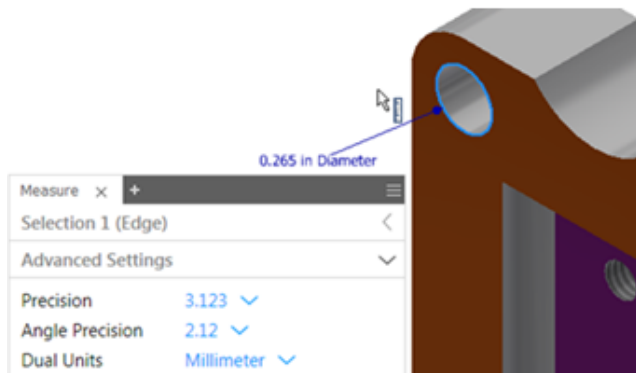 0.265 in Diameter
Measure x +
Selection 1 (Edge)
Advanced Settings
Precision 3.123
Angle Precision 2.12
Dual Units Millimeter